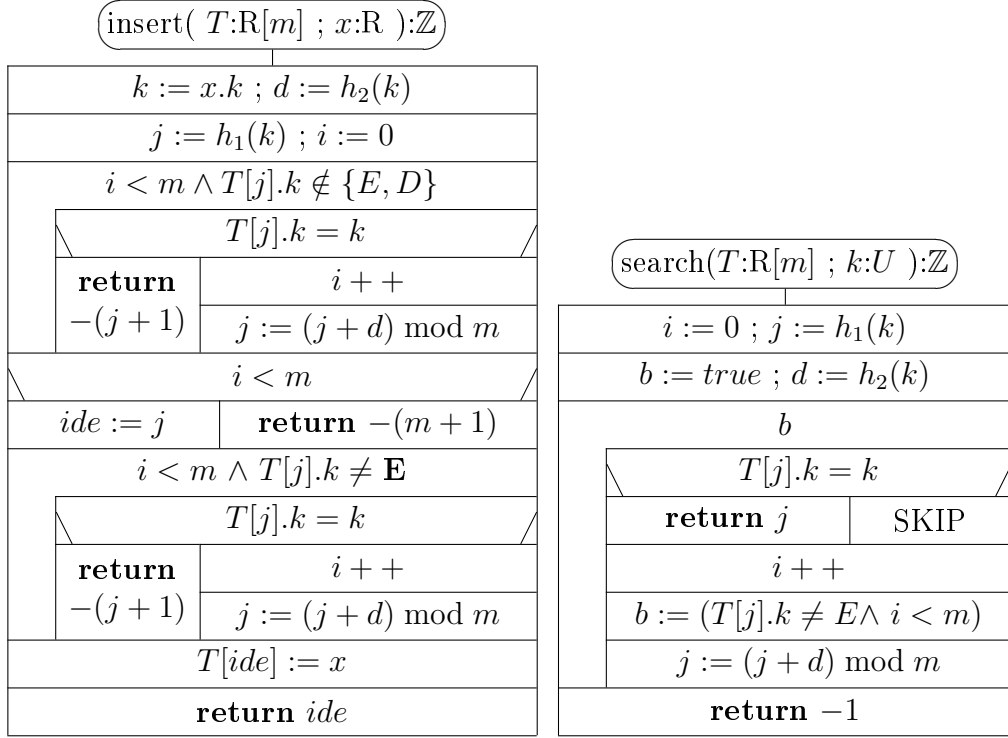 insert( T:R[m] ; x:R ):ℤ
k := x.k ; d := h₂(k)
j := h₁(k) ; i := 0
i < m ∧ T[j].k ∉ {E, D}
T[j].k = k
return
−(j + 1)
i + +
j := (j + d) mod m
i < m
ide := j
return −(m + 1)
i < m ∧ T[j].k ≠ E
T[j].k = k
return
−(j + 1)
i + +
j := (j + d) mod m
T[ide] := x
return ide
search(T:R[m] ; k:U ):ℤ
i := 0 ; j := h₁(k)
b := true ; d := h₂(k)
b
T[j].k = k
return j
SKIP
i + +
b := (T[j].k ≠ E∧ i < m)
j := (j + d) mod m
return −1